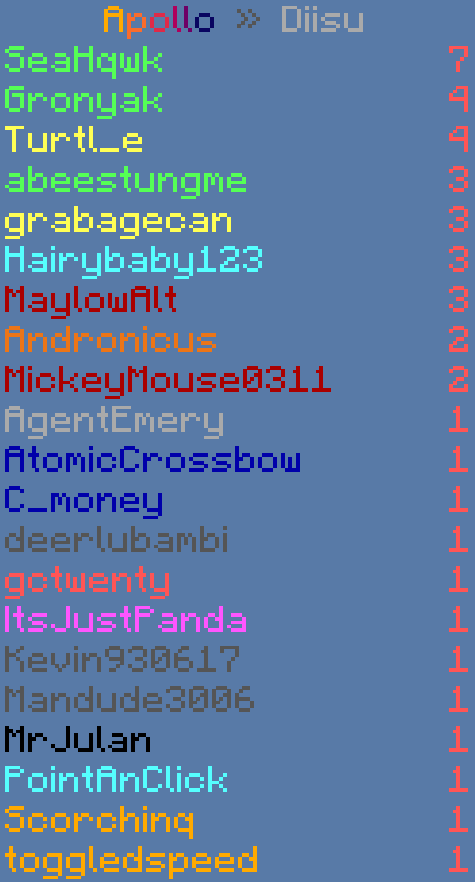 Apollo » Diisu
SeaHqwk 7
Gronyak 4
Turtl_e 4
abeestungme 3
grabagecan 3
Hairybaby123 3
MaylowAlt 3
Andronicus 2
MickeyMouse0311 2
AgentEmery 1
AtomicCrossbow 1
C_money 1
deerlubambi 1
gctwenty 1
ItsJustPanda 1
Kevin930617 1
Mandude3006 1
MrJulan 1
PointAnClick 1
Scorchinq 1
toggledspeed 1